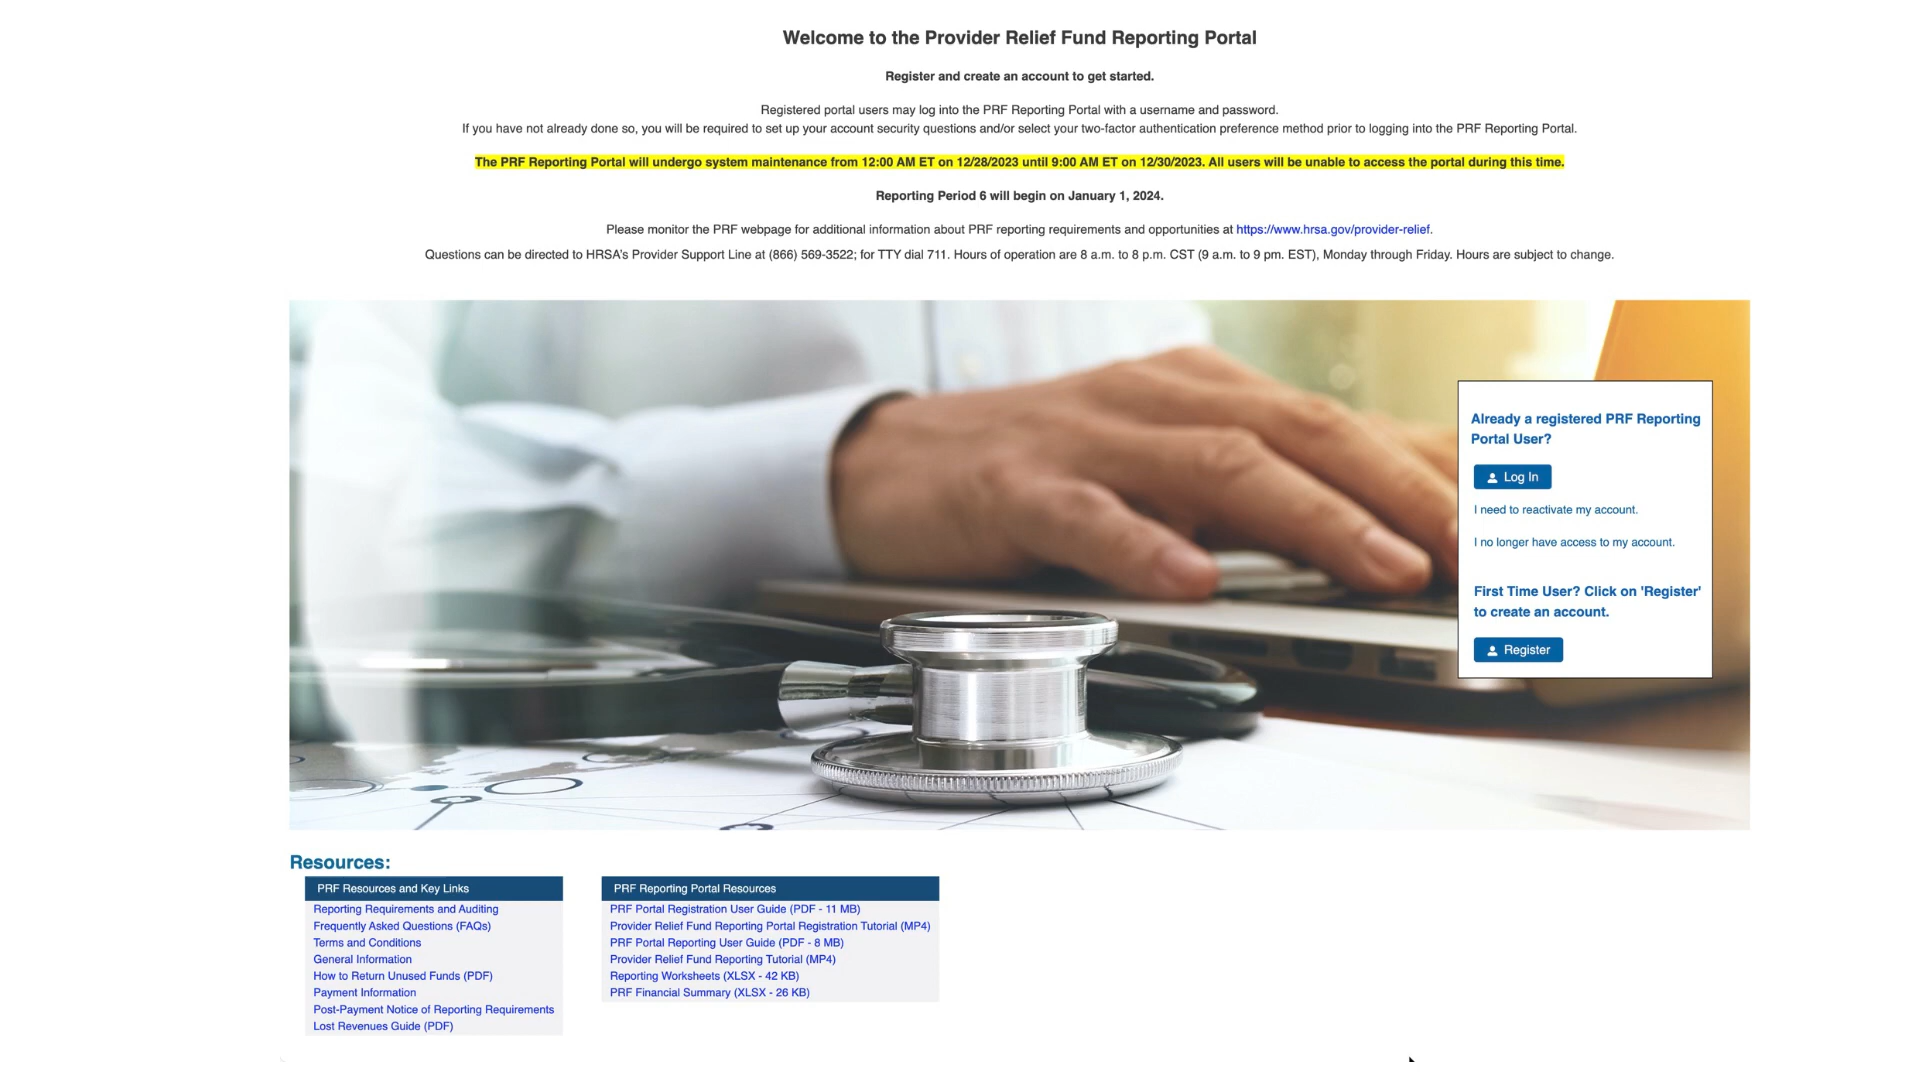 Welcome to the Provider Relief Fund Reporting Portal
Register and create an account to get started.
Registered portal users may log into the PRF Reporting Portal with a username and password.
If you have not already done so, you will be required to set up your account security questions and/or select your two-factor authentication preference method prior to logging into the PRF Reporting Portal.
The PRF Reporting Portal will undergo system maintenance from 12:00 AM ET on 12/28/2023 until 9:00 AM ET on 12/30/2023. All users will be unable to access the portal during this time.
Reporting Period 6 will begin on January 1, 2024.
Please monitor the PRF webpage for additional information about PRF reporting requirements and opportunities at https://www.hrsa.gov/provider-relief.
Questions can be directed to HRSA's Provider Support Line at (866) 569-3522; for TTY dial 711. Hours of operation are 8 a.m. to 8 p.m. CST (9 a.m. to 9 pm. EST), Monday through Friday. Hours are subject to change.
Already a registered PRF Reporting
Portal User?
Log In
I need to reactivate my account.
I no longer have access to my account.
First Time User? Click on 'Register'
to create an account.
Register
Resources:
PRF Resources and Key Links
Reporting Requirements and Auditing
Frequently Asked Questions (FAQs)
Terms and Conditions
General Information
How to Return Unused Funds (PDF)
Payment Information
Post-Payment Notice of Reporting Requirements
Lost Revenues Guide (PDF)
PRF Reporting Portal Resources
PRF Portal Registration User Guide (PDF - 11 MB)
Provider Relief Fund Reporting Portal Registration Tutorial (MP4)
PRF Portal Reporting User Guide (PDF - 8 MB)
Provider Relief Fund Reporting Tutorial (MP4)
Reporting Worksheets (XLSX - 42 KB)
PRF Financial Summary (XLSX - 26 KB)